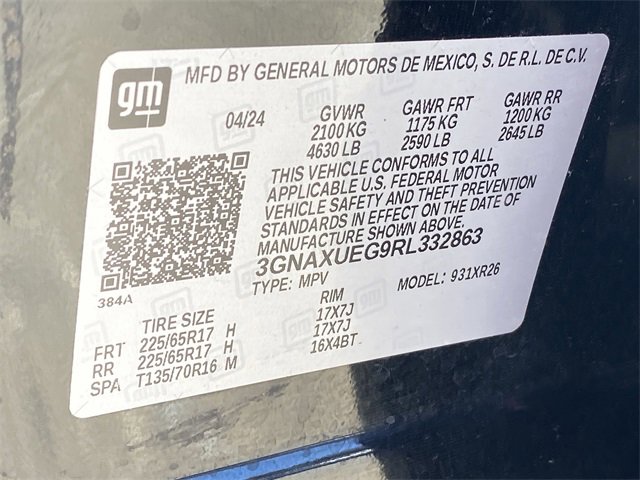 gm
MFD BY GENERAL MOTORS DE MEXICO, S. DE R.L. DE C.V.
04/24 GVWR GAWR FRT GAWR RR
2100 KG 1175 KG 1200 KG
4630 LB 2590 LB 2645 LB
THIS VEHICLE CONFORMS TO ALL
APPLICABLE U.S. FEDERAL MOTOR
VEHICLE SAFETY AND THEFT PREVENTION
STANDARDS IN EFFECT ON THE DATE OF
MANUFACTURE SHOWN ABOVE.
3GNAXUEG9RL332863
TYPE: MPV MODEL: 931XR26
384A
TIRE SIZE RIM
FRT 225/65R17 H 17X7J
RR 225/65R17 H 17X7J
SPA T135/70R16 M 16X4BT